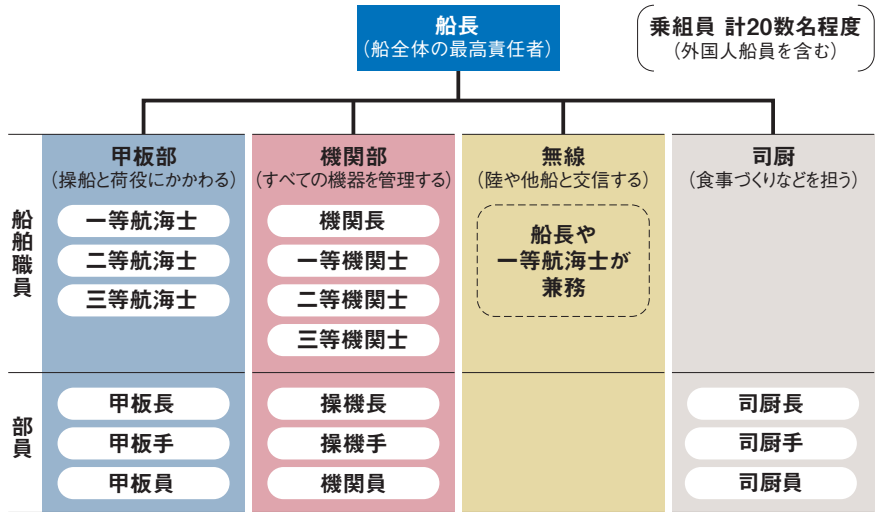 船長
(船全体の最高責任者)
乗組員 計20数名程度
(外国人船員を含む)
甲板部
(操船と荷役にかかわる)
機関部
(すべての機器を管理する)
無線
(陸や他船と交信する)
司厨
(食事づくりなどを担う)
船舶職員
一等航海士
二等航海士
三等航海士
機関長
一等機関士
二等機関士
三等機関士
船長や
一等航海士が
兼務
部員
甲板長
甲板手
甲板員
操機長
操機手
機関員
司厨長
司厨手
司厨員